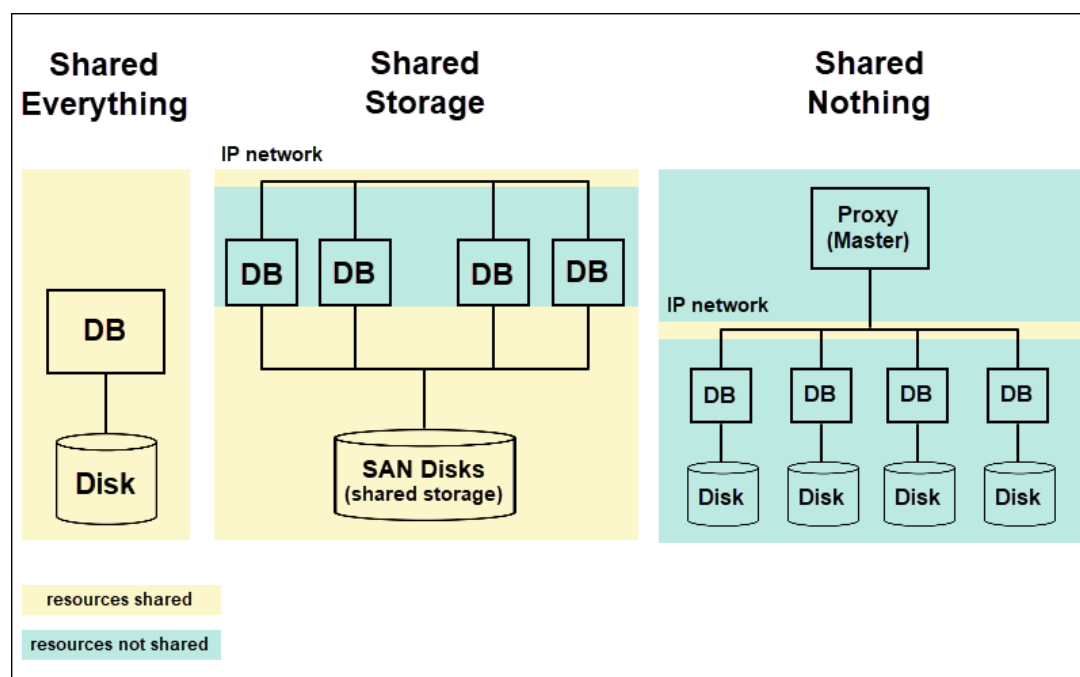 Shared
Everything
Shared
Storage
Shared
Nothing
IP network
DB
Disk
DB
DB
DB
DB
SAN Disks
(shared storage)
Proxy
(Master)
IP network
DB
DB
DB
DB
Disk
Disk
Disk
Disk
resources shared
resources not shared